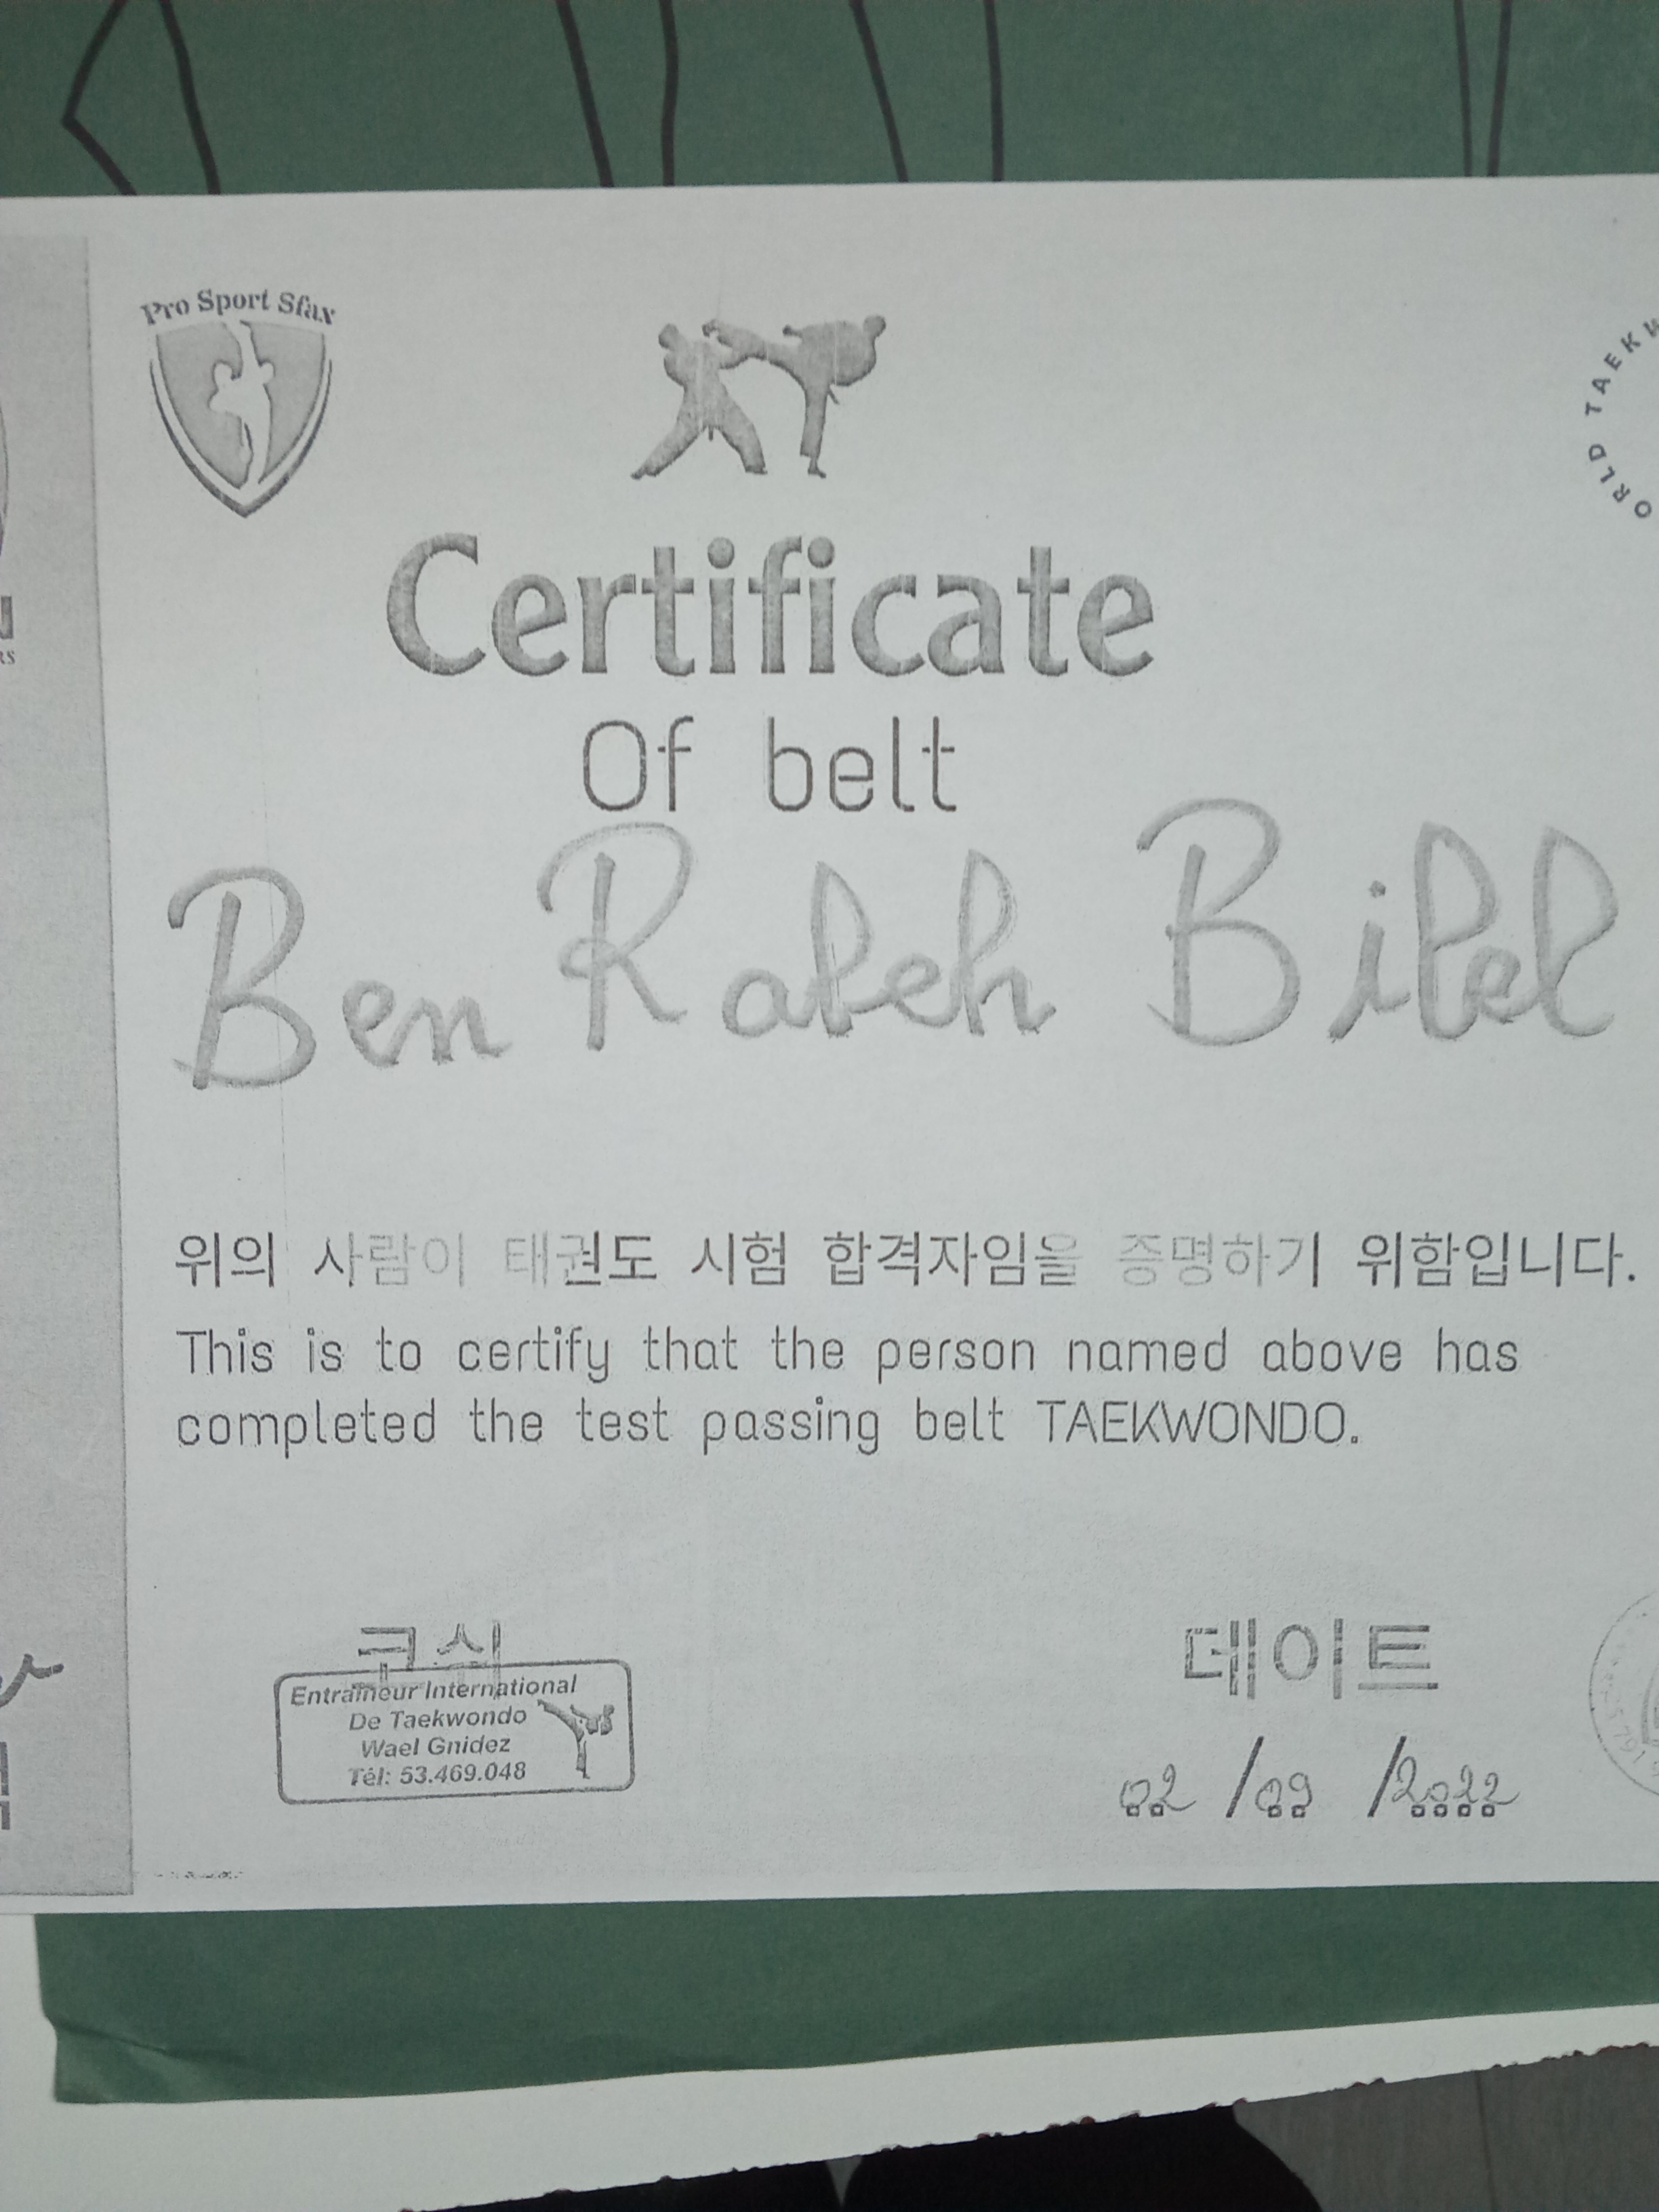 Pro Sport Sfax
ORLD TAEKW
RS
Certificate
Of belt
Ben Rabeh Bilel
위의 사람이 태권도 시험 합격자임을 증명하기 위함입니다.
This is to certify that the person named above has
completed the test passing belt TAEKWONDO.
데이트
Entraîneur International
De Taekwondo
Wael Gnidez
Tél: 53.469.048
02 /09 /2022